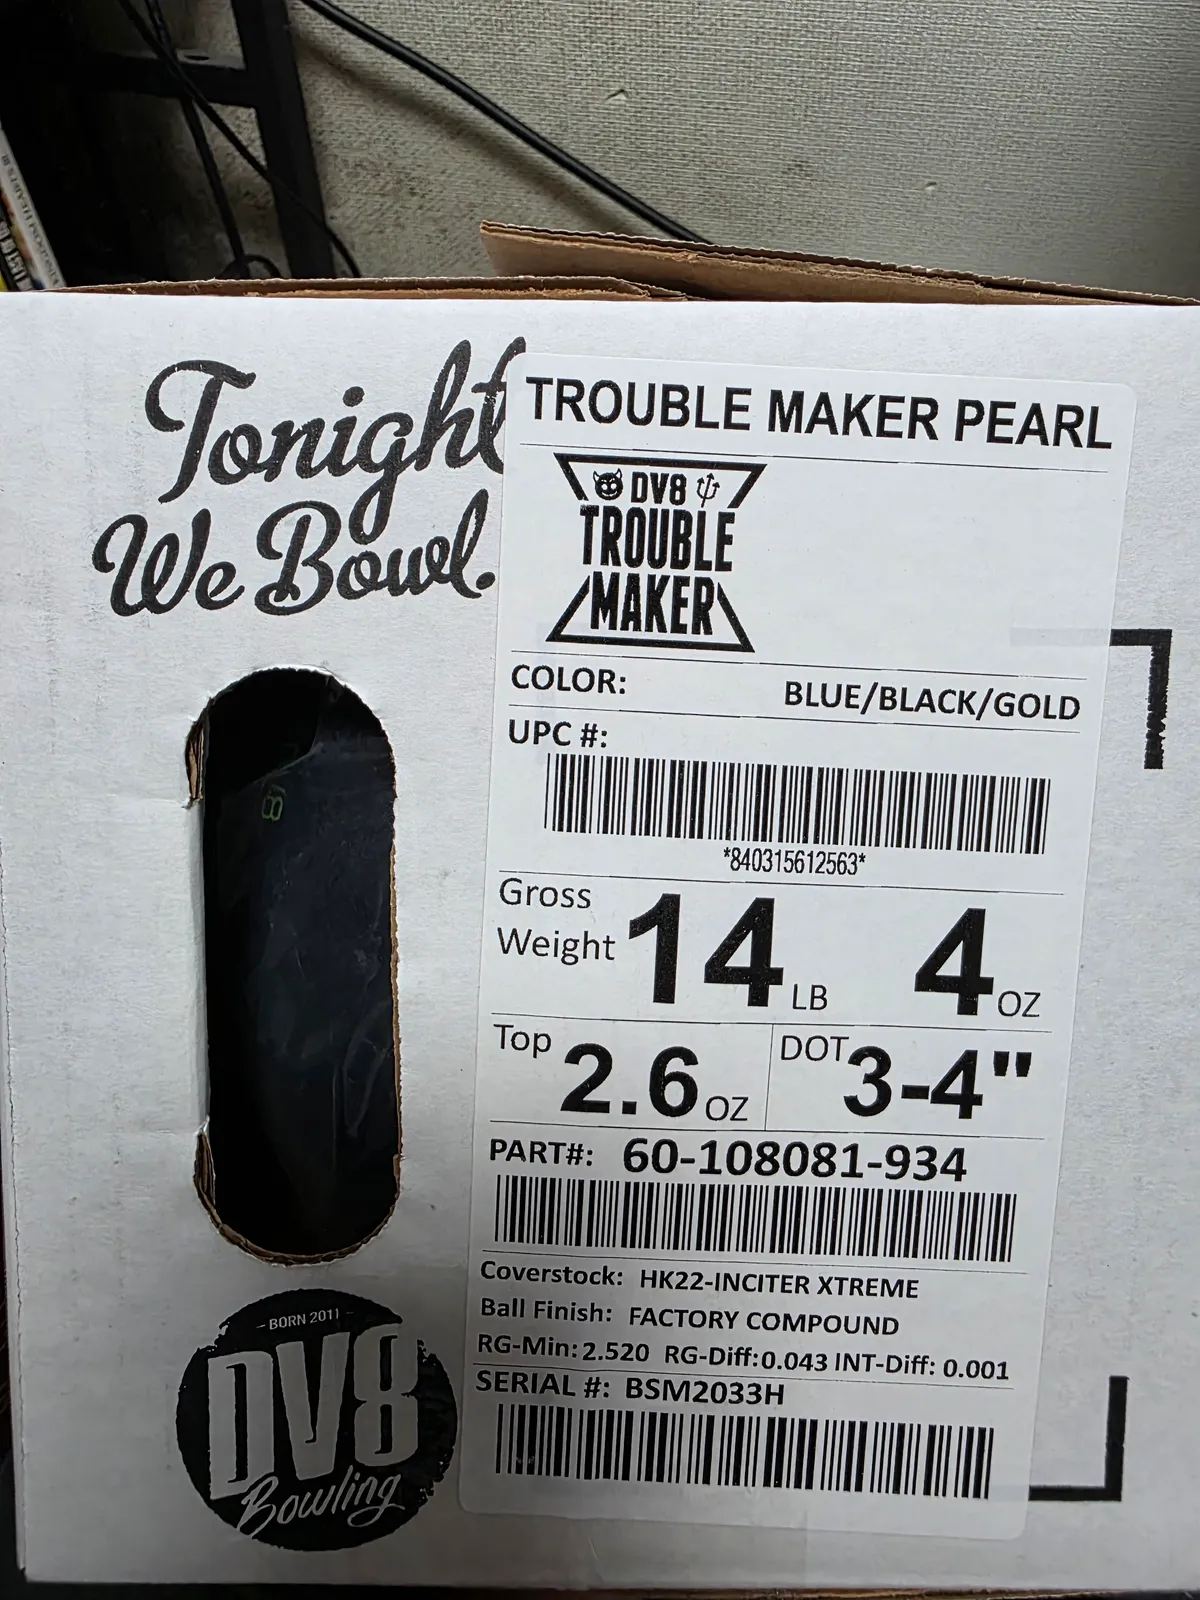 KINGDOM HEARTS III
Tonight
We Bowl.
TROUBLE MAKER PEARL
DV8
TROUBLE
MAKER
COLOR: BLUE/BLACK/GOLD
UPC #:
*840315612563*
Gross
Weight 14 LB 4 OZ
Top 2.6 OZ DOT 3-4"
PART#: 60-108081-934
Coverstock: HK22-INCITER XTREME
Ball Finish: FACTORY COMPOUND
RG-Min: 2.520 RG-Diff: 0.043 INT-Diff: 0.001
SERIAL #: BSM2033H
- BORN 2011 -
DV8
Bowling